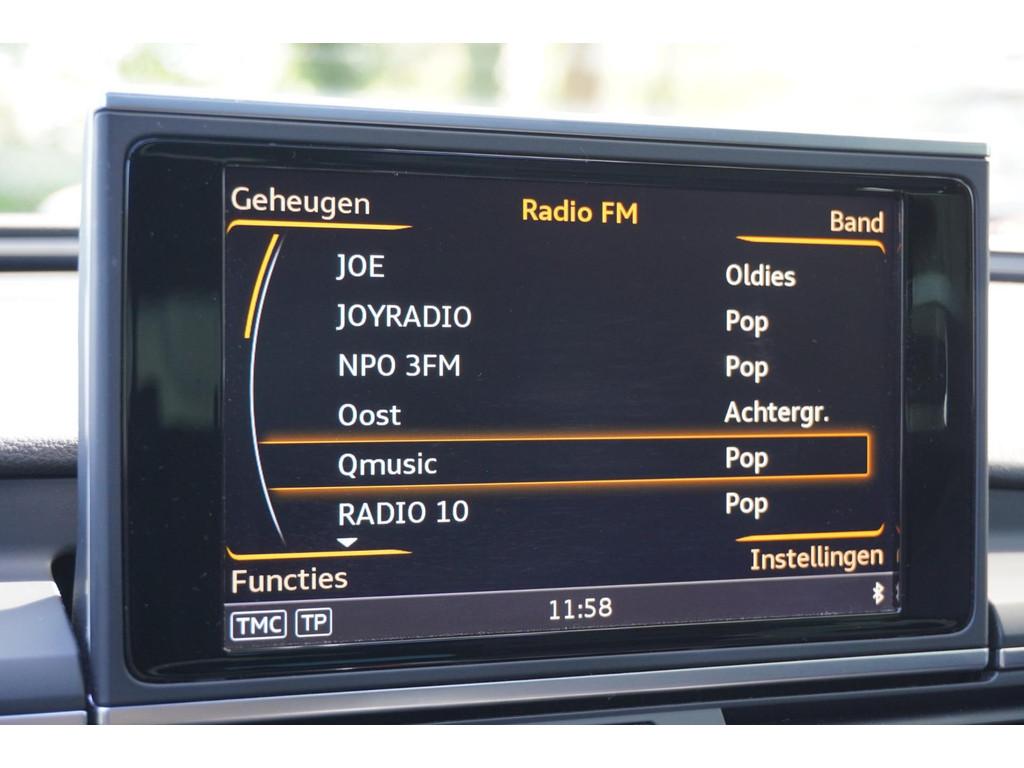 Geheugen Radio FM Band
JOE Oldies
JOYRADIO Pop
NPO 3FM Pop
Oost Achtergr.
Qmusic Pop
RADIO 10 Pop
Functies Instellingen
TMC TP 11:58